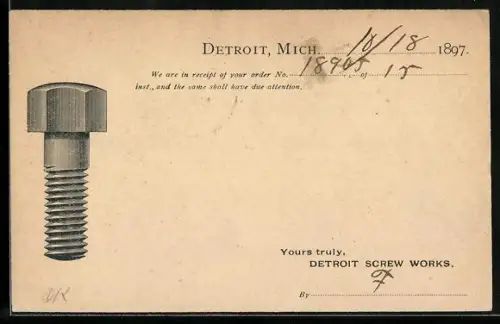 DETROIT, MICH. 10/18 1897.
We are in receipt of your order No. 18905, of 15
inst., and the same shall have due attention.
Yours truly,
DETROIT SCREW WORKS.
By 7